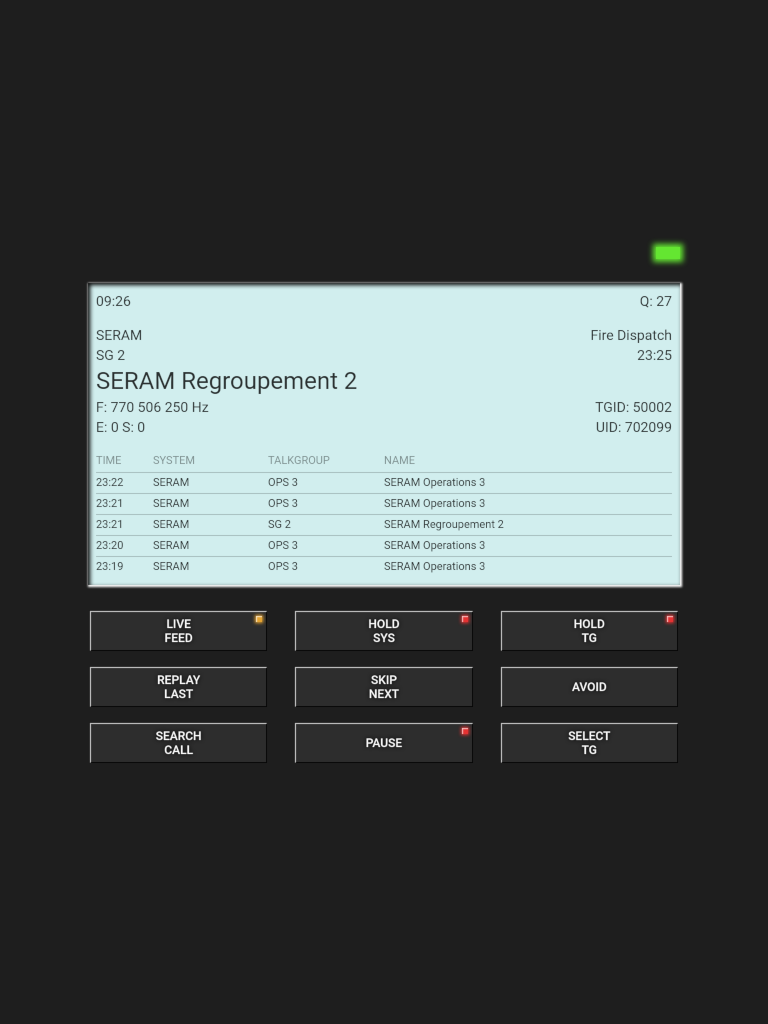 09:26 Q: 27
SERAM Fire Dispatch
SG 2 23:25
SERAM Regroupement 2
F: 770 506 250 Hz TGID: 50002
E: 0 S: 0 UID: 702099
TIME SYSTEM TALKGROUP NAME
23:22 SERAM OPS 3 SERAM Operations 3
23:21 SERAM OPS 3 SERAM Operations 3
23:21 SERAM SG 2 SERAM Regroupement 2
23:20 SERAM OPS 3 SERAM Operations 3
23:19 SERAM OPS 3 SERAM Operations 3
LIVE
FEED
HOLD
SYS
HOLD
TG
REPLAY
LAST
SKIP
NEXT
AVOID
SEARCH
CALL
PAUSE
SELECT
TG